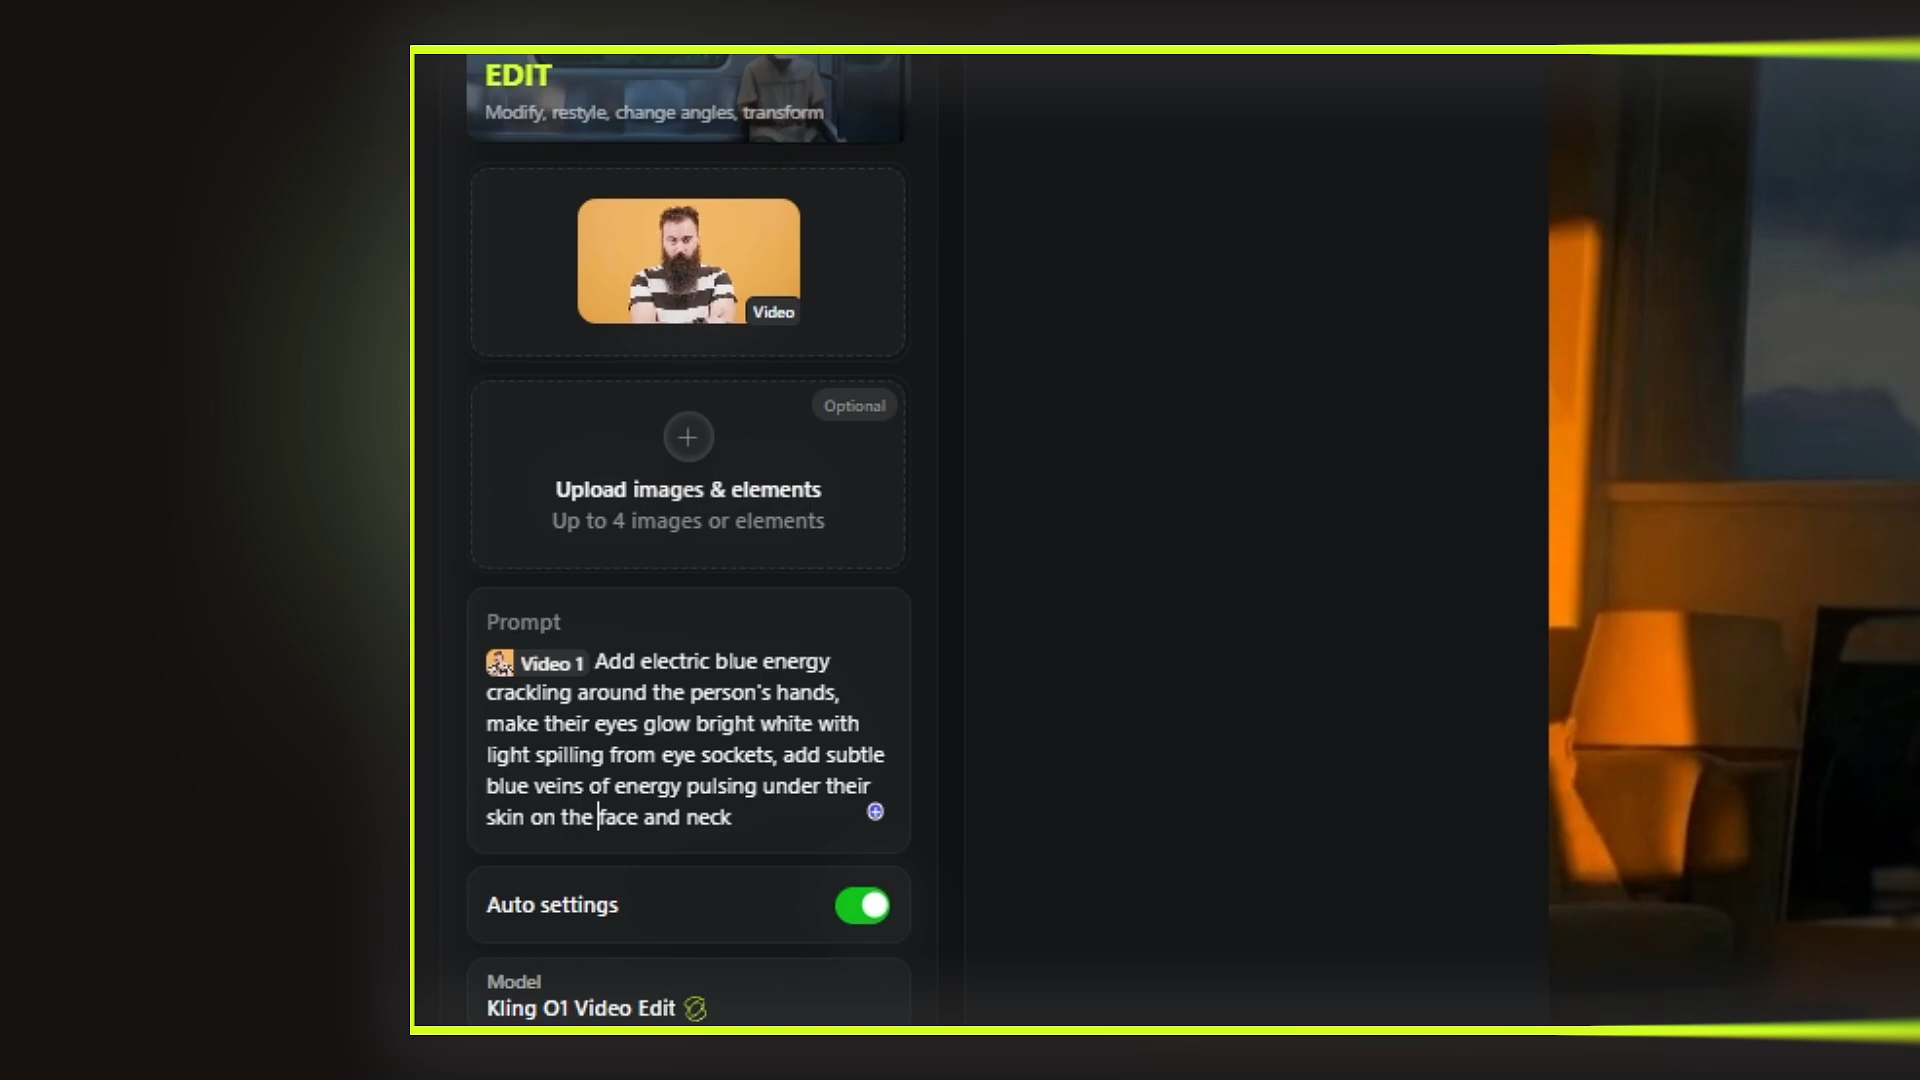 EDIT
Modify, restyle, change angles, transform
Video
Optional
Upload images & elements
Up to 4 images or elements
Prompt
Video 1 Add electric blue energy
crackling around the person's hands,
make their eyes glow bright white with
light spilling from eye sockets, add subtle
blue veins of energy pulsing under their
skin on the face and neck
Auto settings
Model
Kling O1 Video Edit